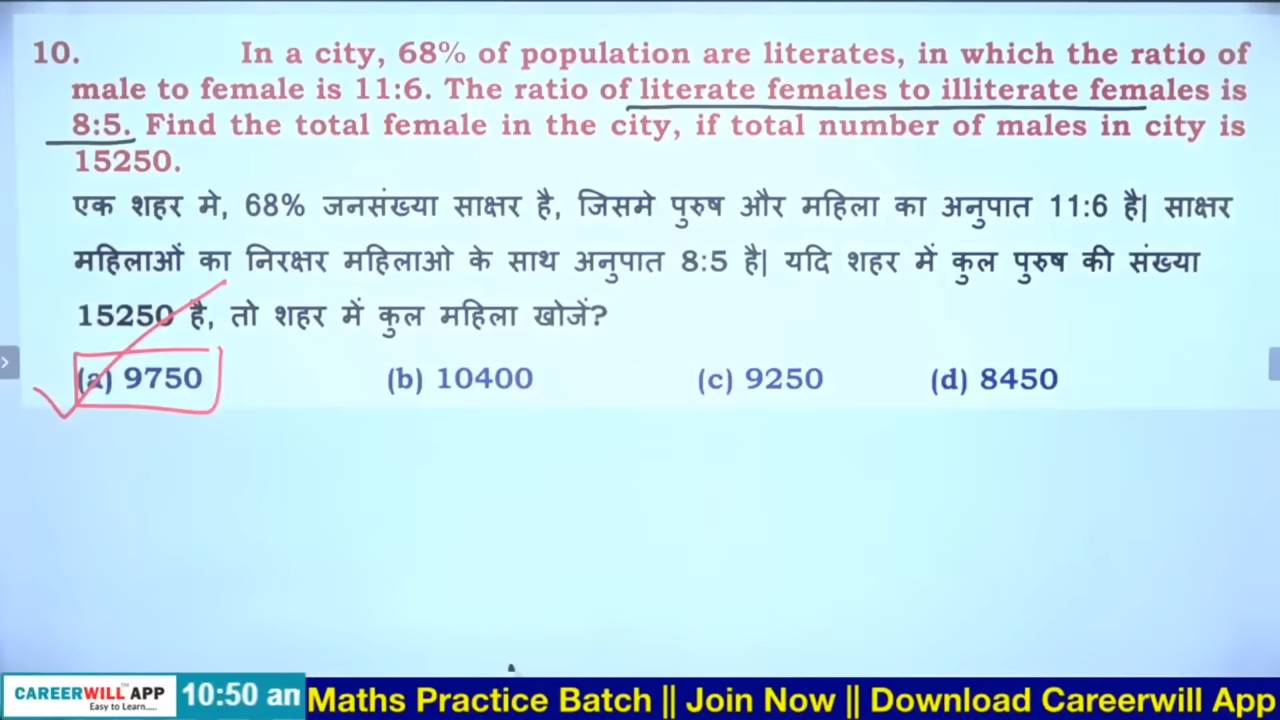 10. In a city, 68% of population are literates, in which the ratio of
male to female is 11:6. The ratio of literate females to illiterate females is
8:5. Find the total female in the city, if total number of males in city is
15250.
एक शहर मे, 68% जनसंख्या साक्षर है, जिसमे पुरुष और महिला का अनुपात 11:6 है| साक्षर
महिलाओं का निरक्षर महिलाओ के साथ अनुपात 8:5 है| यदि शहर में कुल पुरुष की संख्या
15250 है, तो शहर में कुल महिला खोजें?
(a) 9750 (b) 10400 (c) 9250 (d) 8450
CAREERWILL APP 10:50 am Maths Practice Batch || Join Now || Download Careerwill App
Easy to Learn.....